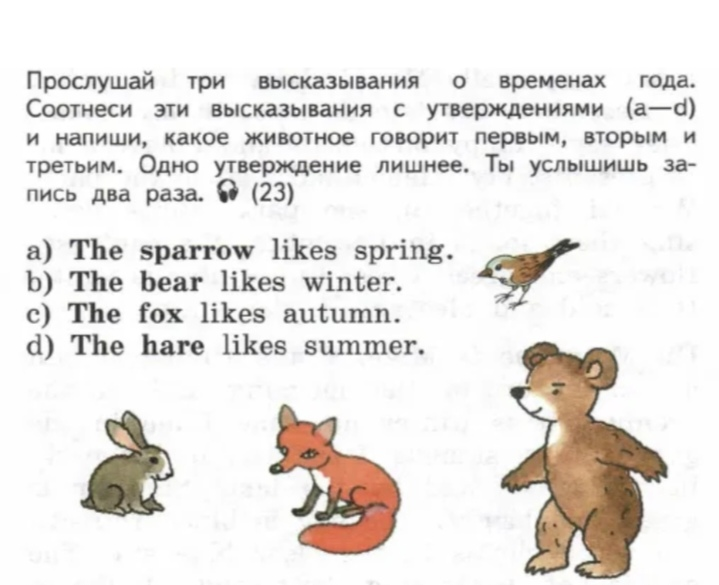 Прослушай три высказывания о временах года.
Соотнеси эти высказывания с утверждениями (a—d)
и напиши, какое животное говорит первым, вторым и
третьим. Одно утверждение лишнее. Ты услышишь за-
пись два раза. (23)
a) The sparrow likes spring.
b) The bear likes winter.
c) The fox likes autumn.
d) The hare likes summer.